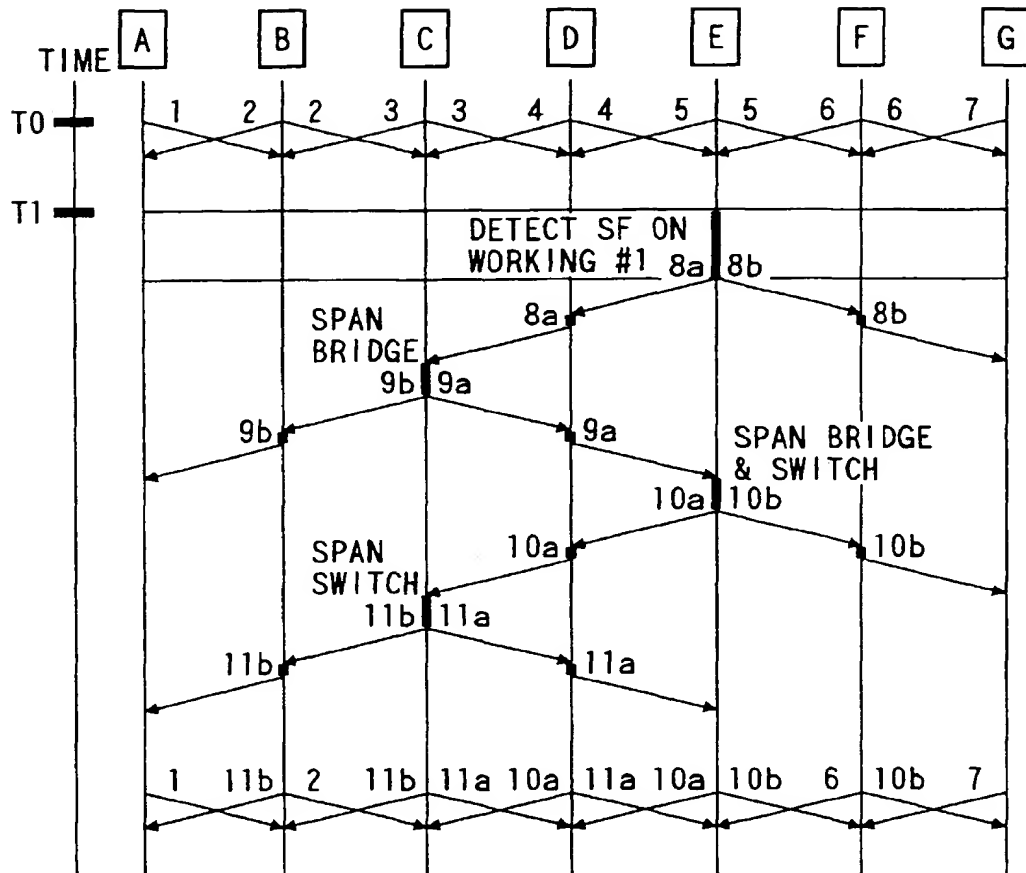 A B C D E F G
TIME
T0 1 2 2 3 3 4 4 5 5 6 6 7
T1
DETECT SF ON
WORKING #1 8a 8b
8a 8b
SPAN
BRIDGE
9b 9a
9b 9a
SPAN BRIDGE
& SWITCH
10a 10b
10a 10b
SPAN
SWITCH
11b 11a
11b 11a
1 11b 2 11b 11a 10a 11a 10a 10b 6 10b 7